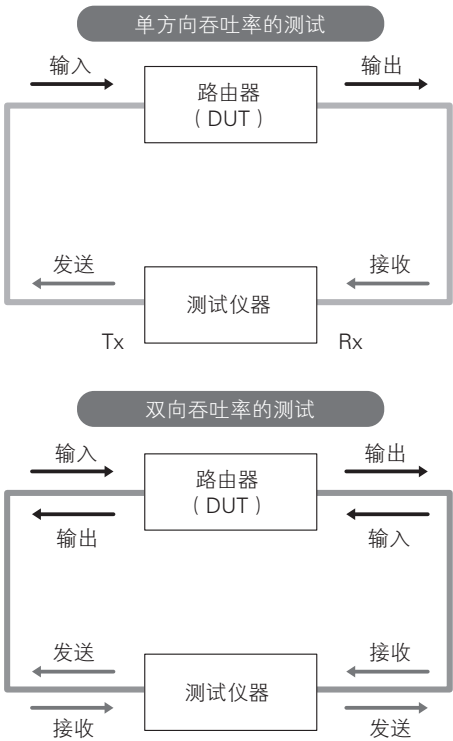 单方向吞吐率的测试
输入
输出
路由器
（DUT）
发送
接收
测试仪器
Tx
Rx
双向吞吐率的测试
输入
输出
路由器
（DUT）
输出
输入
发送
接收
测试仪器
接收
发送